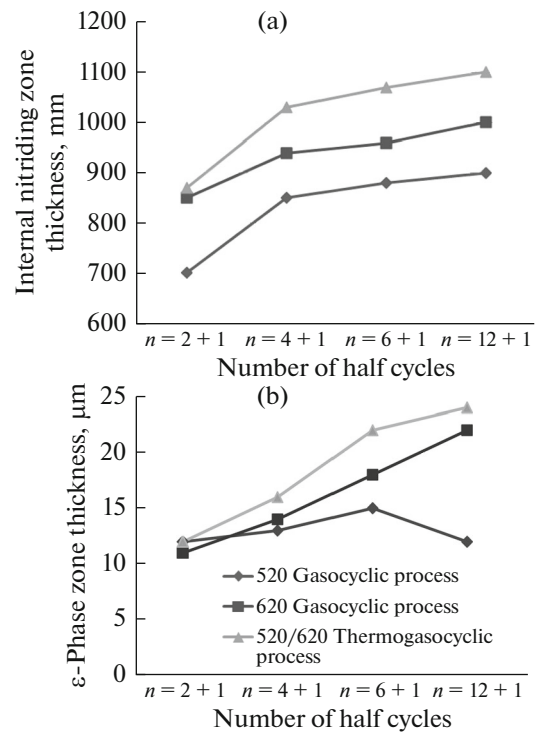 (a)
Internal nitriding zone
thickness, mm
1100
1000
900
800
700
600
n = 2 + 1 n = 4 + 1 n = 6 + 1 n = 12 + 1
Number of half cycles
(b)
ε-Phase zone thickness, μm
25
20
15
10
5
0
520 Gasocyclic process
620 Gasocyclic process
520/620 Thermogasocyclic
process
n = 2 + 1 n = 4 + 1 n = 6 + 1 n = 12 + 1
Number of half cycles